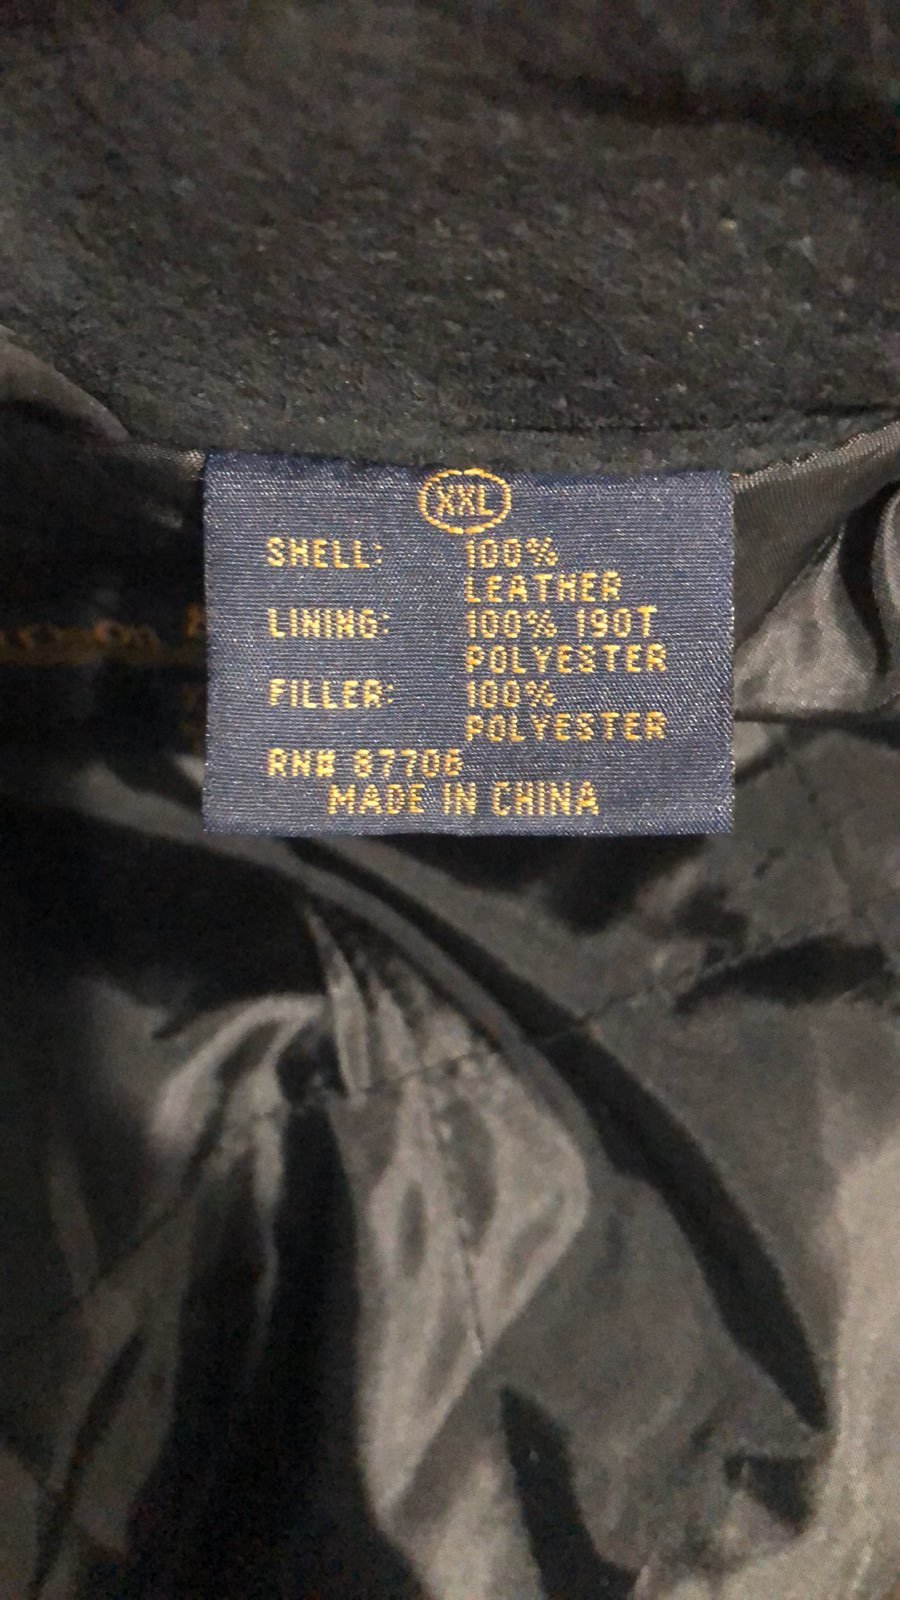 XXL
SHELL: 100%
LEATHER
LINING: 100% 190T
POLYESTER
FILLER: 100%
POLYESTER
RN# 87706
MADE IN CHINA